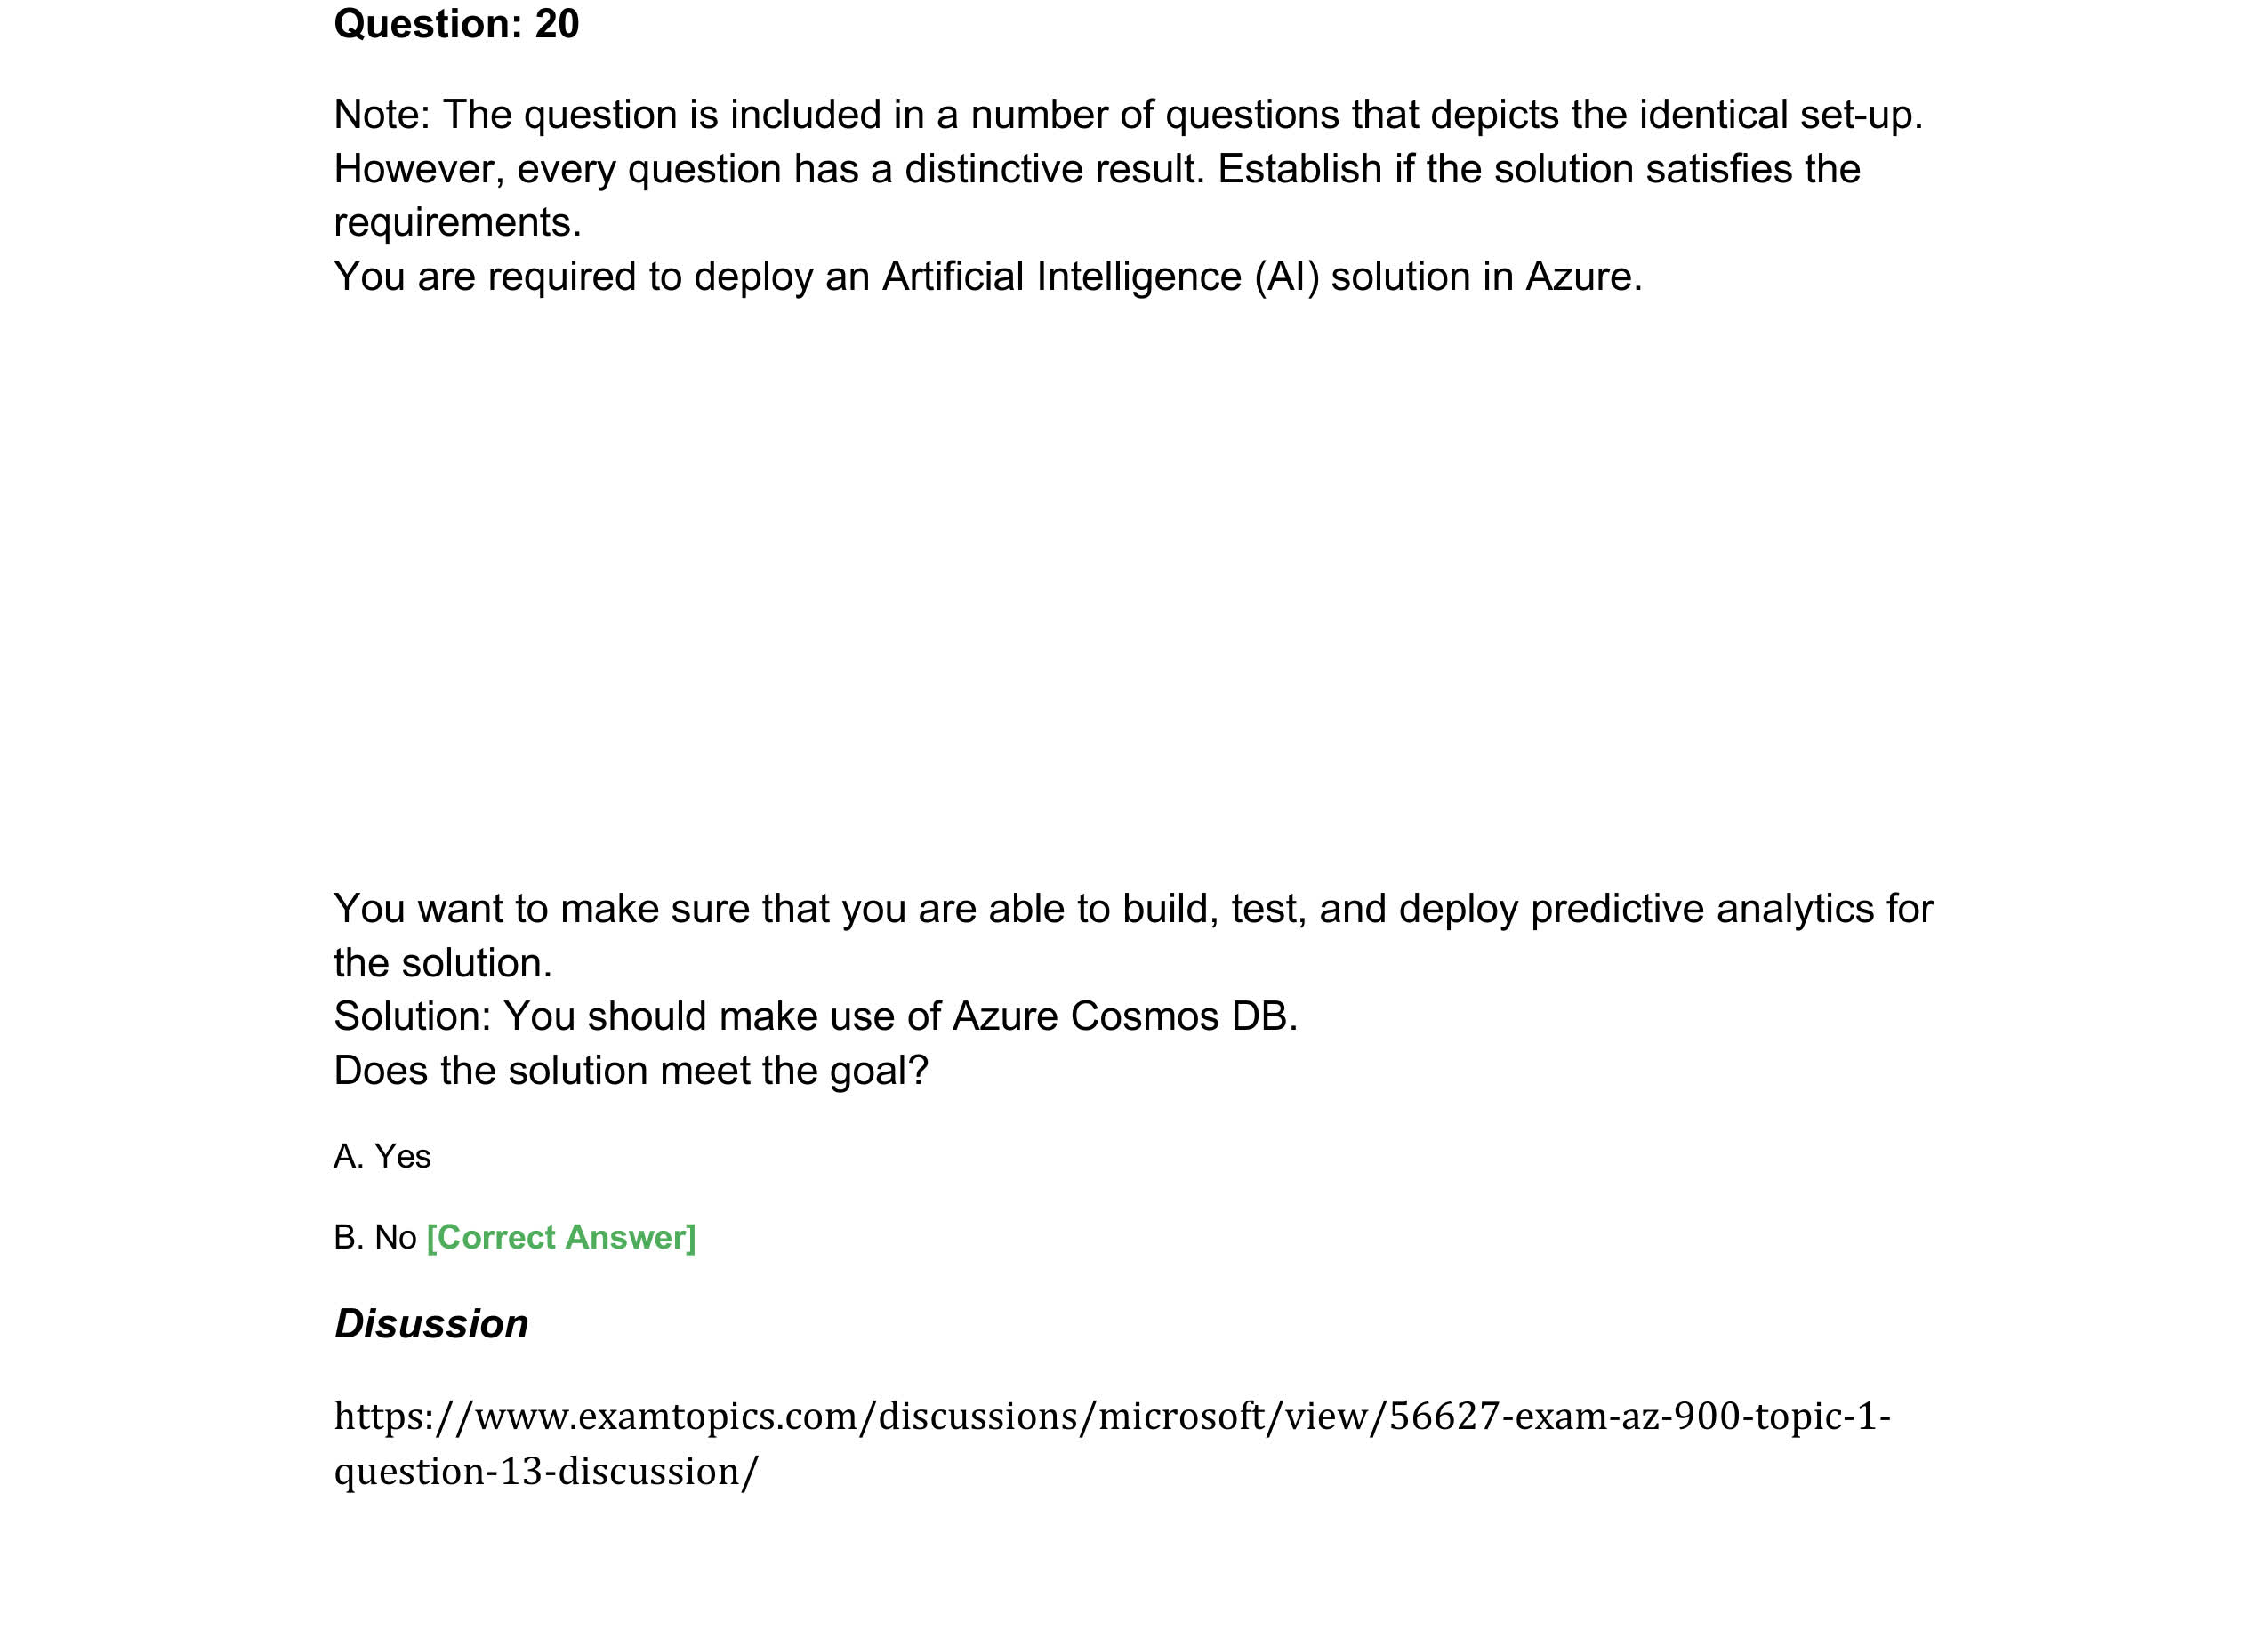 Question: 20
Note: The question is included in a number of questions that depicts the identical set-up.
However, every question has a distinctive result. Establish if the solution satisfies the
requirements.
You are required to deploy an Artificial Intelligence (AI) solution in Azure.
You want to make sure that you are able to build, test, and deploy predictive analytics for
the solution.
Solution: You should make use of Azure Cosmos DB.
Does the solution meet the goal?
A. Yes
B. No [Correct Answer]
Disussion
https://www.examtopics.com/discussions/microsoft/view/56627-exam-az-900-topic-1-
question-13-discussion/